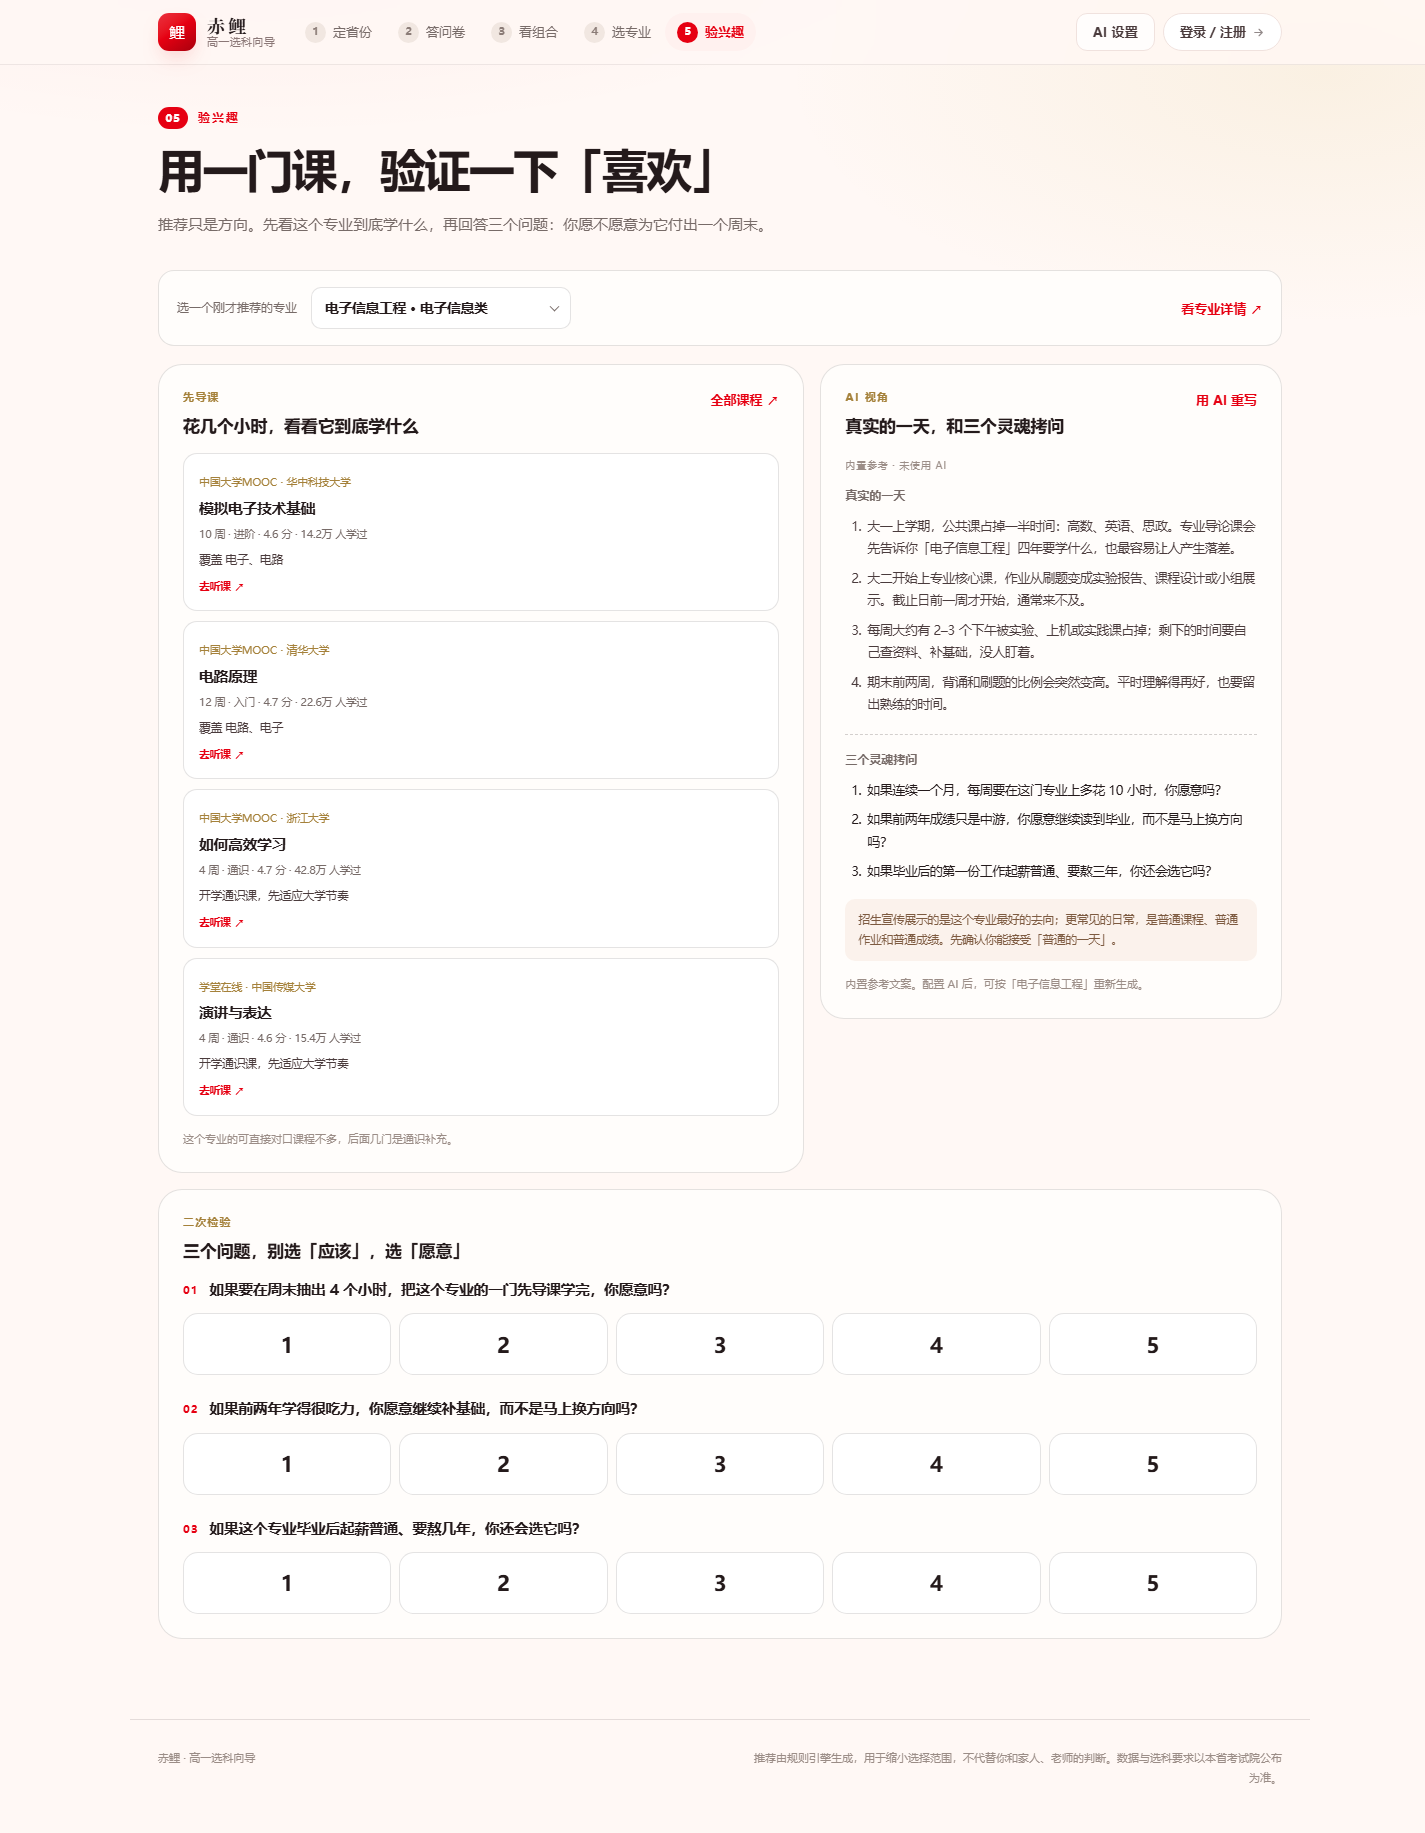 鲤
赤鲤
高一选科向导
1 定省份
2 答问卷
3 看组合
4 选专业
5 验兴趣
AI 设置
登录 / 注册 →
05 验兴趣
用一门课，验证一下「喜欢」
推荐只是方向。先看这个专业到底学什么，再回答三个问题：你愿不愿意为它付出一个周末。
选一个刚才推荐的专业
电子信息工程 • 电子信息类
看专业详情 ↗
先导课
全部课程 ↗
花几个小时，看看它到底学什么
中国大学MOOC · 华中科技大学
模拟电子技术基础
10 周 · 进阶 · 4.6 分 · 14.2万 人学过
覆盖 电子、电路
去听课 ↗
中国大学MOOC · 清华大学
电路原理
12 周 · 入门 · 4.7 分 · 22.6万 人学过
覆盖 电路、电子
去听课 ↗
中国大学MOOC · 浙江大学
如何高效学习
4 周 · 通识 · 4.7 分 · 42.8万 人学过
开学通识课，先适应大学节奏
去听课 ↗
学堂在线 · 中国传媒大学
演讲与表达
4 周 · 通识 · 4.6 分 · 15.4万 人学过
开学通识课，先适应大学节奏
去听课 ↗
这个专业的可直接对口课程不多，后面几门是通识补充。
AI 视角
用 AI 重写
真实的一天，和三个灵魂拷问
内置参考 · 未使用 AI
真实的一天
1. 大一上学期，公共课占掉一半时间：高数、英语、思政。专业导论课会
先告诉你「电子信息工程」四年要学什么，也最容易让人产生落差。
2. 大二开始上专业核心课，作业从刷题变成实验报告、课程设计或小组展
示。截止日前一周才开始，通常来不及。
3. 每周大约有 2–3 个下午被实验、上机或实践课占掉；剩下的时间要自
己查资料、补基础，没人盯着。
4. 期末前两周，背诵和刷题的比例会突然变高。平时理解得再好，也要留
出熟练的时间。
三个灵魂拷问
1. 如果连续一个月，每周要在这门专业上多花 10 小时，你愿意吗？
2. 如果前两年成绩只是中游，你愿意继续读到毕业，而不是马上换方向
吗？
3. 如果毕业后的第一份工作起薪普通、要熬三年，你还会选它吗？
招生宣传展示的是这个专业最好的去向；更常见的日常，是普通课程、普通
作业和普通成绩。先确认你能接受「普通的一天」。
内置参考文案。配置 AI 后，可按「电子信息工程」重新生成。
二次检验
三个问题，别选「应该」，选「愿意」
01 如果要在周末抽出 4 个小时，把这个专业的一门先导课学完，你愿意吗？
1 2 3 4 5
02 如果前两年学得很吃力，你愿意继续补基础，而不是马上换方向吗？
1 2 3 4 5
03 如果这个专业毕业后起薪普通、要熬几年，你还会选它吗？
1 2 3 4 5
赤鲤 · 高一选科向导
推荐由规则引擎生成，用于缩小选择范围，不代替你和家人、老师的判断。数据与选科要求以本省考试院公布
为准。